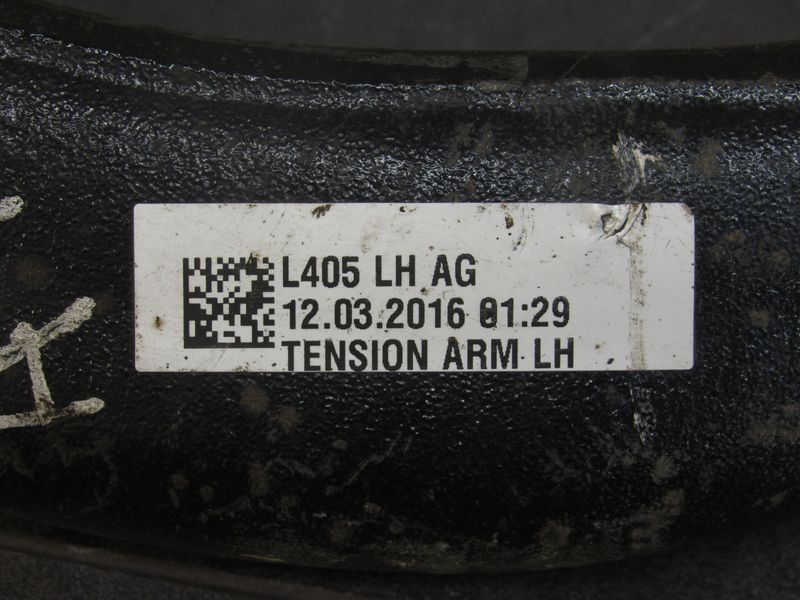 L405 LH AG
12.03.2016 01:29
TENSION ARM LH